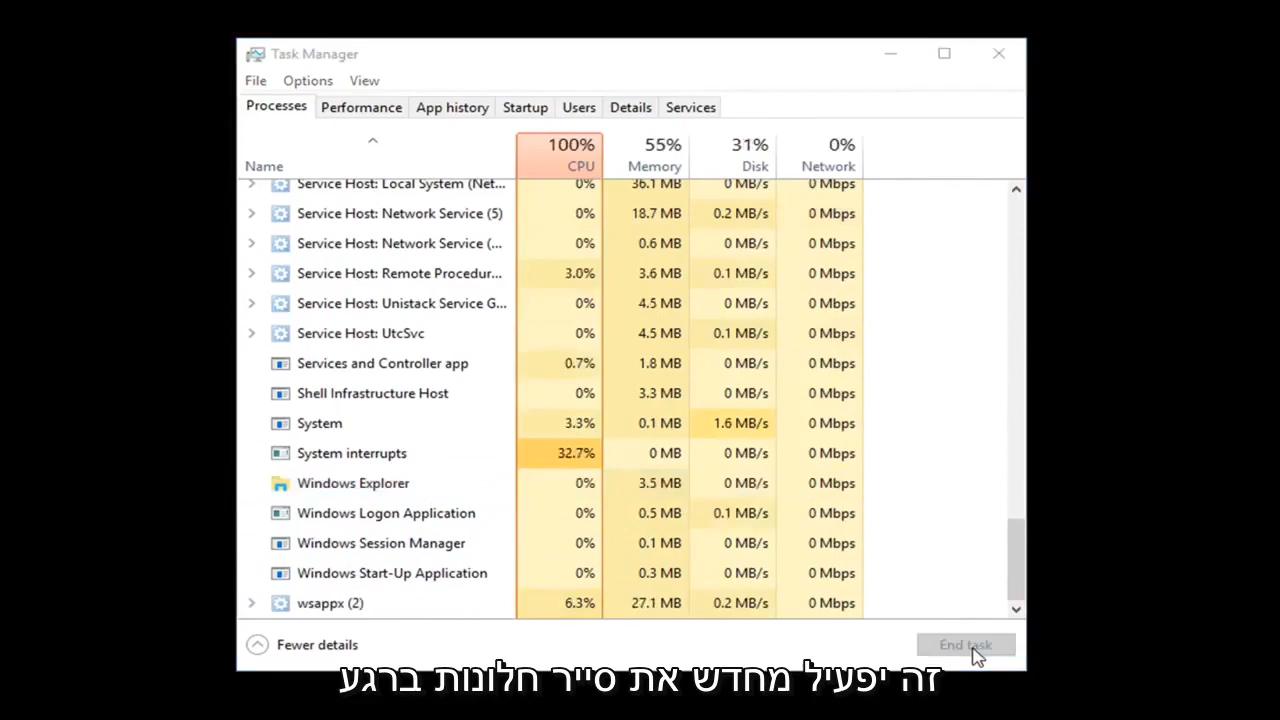 Task Manager
File Options View
Processes Performance App history Startup Users Details Services
100% 55% 31% 0%
Name CPU Memory Disk Network
Service Host: Local System (Net... 0% 36.1 MB 0 MB/s 0 Mbps
Service Host: Network Service (5) 0% 18.7 MB 0.2 MB/s 0 Mbps
Service Host: Network Service (... 0% 0.6 MB 0 MB/s 0 Mbps
Service Host: Remote Procedur... 3.0% 3.6 MB 0.1 MB/s 0 Mbps
Service Host: Unistack Service G... 0% 4.5 MB 0 MB/s 0 Mbps
Service Host: UtcSvc 0% 4.5 MB 0.1 MB/s 0 Mbps
Services and Controller app 0.7% 1.8 MB 0 MB/s 0 Mbps
Shell Infrastructure Host 0% 3.3 MB 0 MB/s 0 Mbps
System 3.3% 0.1 MB 1.6 MB/s 0 Mbps
System interrupts 32.7% 0 MB 0 MB/s 0 Mbps
Windows Explorer 0% 3.5 MB 0 MB/s 0 Mbps
Windows Logon Application 0% 0.5 MB 0.1 MB/s 0 Mbps
Windows Session Manager 0% 0.1 MB 0 MB/s 0 Mbps
Windows Start-Up Application 0% 0.3 MB 0 MB/s 0 Mbps
wsappx (2) 6.3% 27.1 MB 0.2 MB/s 0 Mbps
Fewer details End task
זה יפעיל מחדש את סייר חלונות ברגע